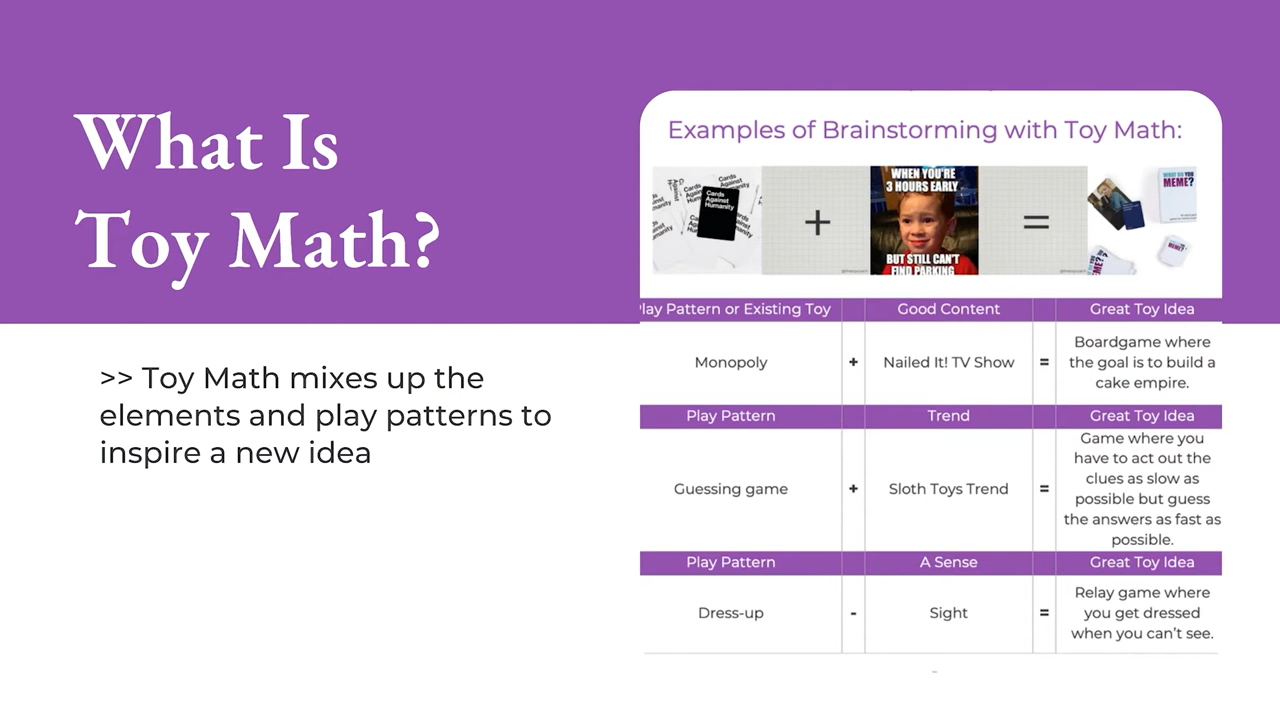 What Is
Toy Math?
>> Toy Math mixes up the
elements and play patterns to
inspire a new idea
Examples of Brainstorming with Toy Math:
Cards
Against
Humanity
+
WHEN YOU'RE
3 HOURS EARLY
BUT STILL CAN'T
FIND PARKING
=
WHAT DO YOU
MEME?
lay Pattern or Existing Toy Good Content Great Toy Idea
Monopoly + Nailed It! TV Show =
Boardgame where
the goal is to build a
cake empire.
Play Pattern Trend Great Toy Idea
Guessing game + Sloth Toys Trend =
Game where you
have to act out the
clues as slow as
possible but guess
the answers as fast as
possible.
Play Pattern A Sense Great Toy Idea
Dress-up - Sight =
Relay game where
you get dressed
when you can't see.